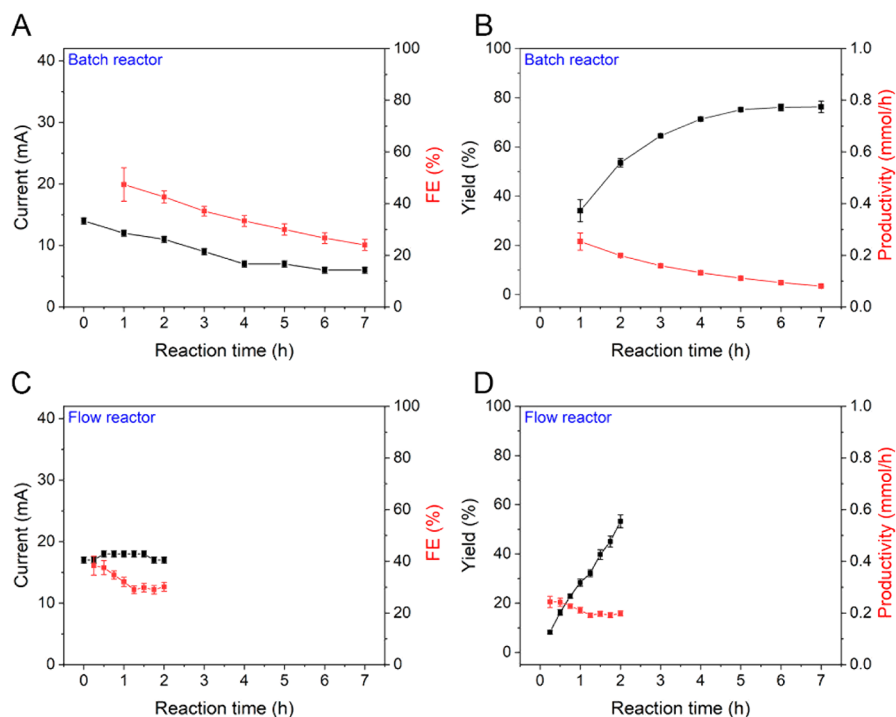 A
Batch reactor
Current (mA)
FE (%)
40
30
20
10
0
100
80
60
40
20
0
0 1 2 3 4 5 6 7
Reaction time (h)
B
Batch reactor
Yield (%)
Productivity (mmol/h)
100
80
60
40
20
0
1.0
0.8
0.6
0.4
0.2
0.0
0 1 2 3 4 5 6 7
Reaction time (h)
C
Flow reactor
Current (mA)
FE (%)
40
30
20
10
0
100
80
60
40
20
0
0 1 2 3 4 5 6 7
Reaction time (h)
D
Flow reactor
Yield (%)
Productivity (mmol/h)
100
80
60
40
20
0
1.0
0.8
0.6
0.4
0.2
0.0
0 1 2 3 4 5 6 7
Reaction time (h)